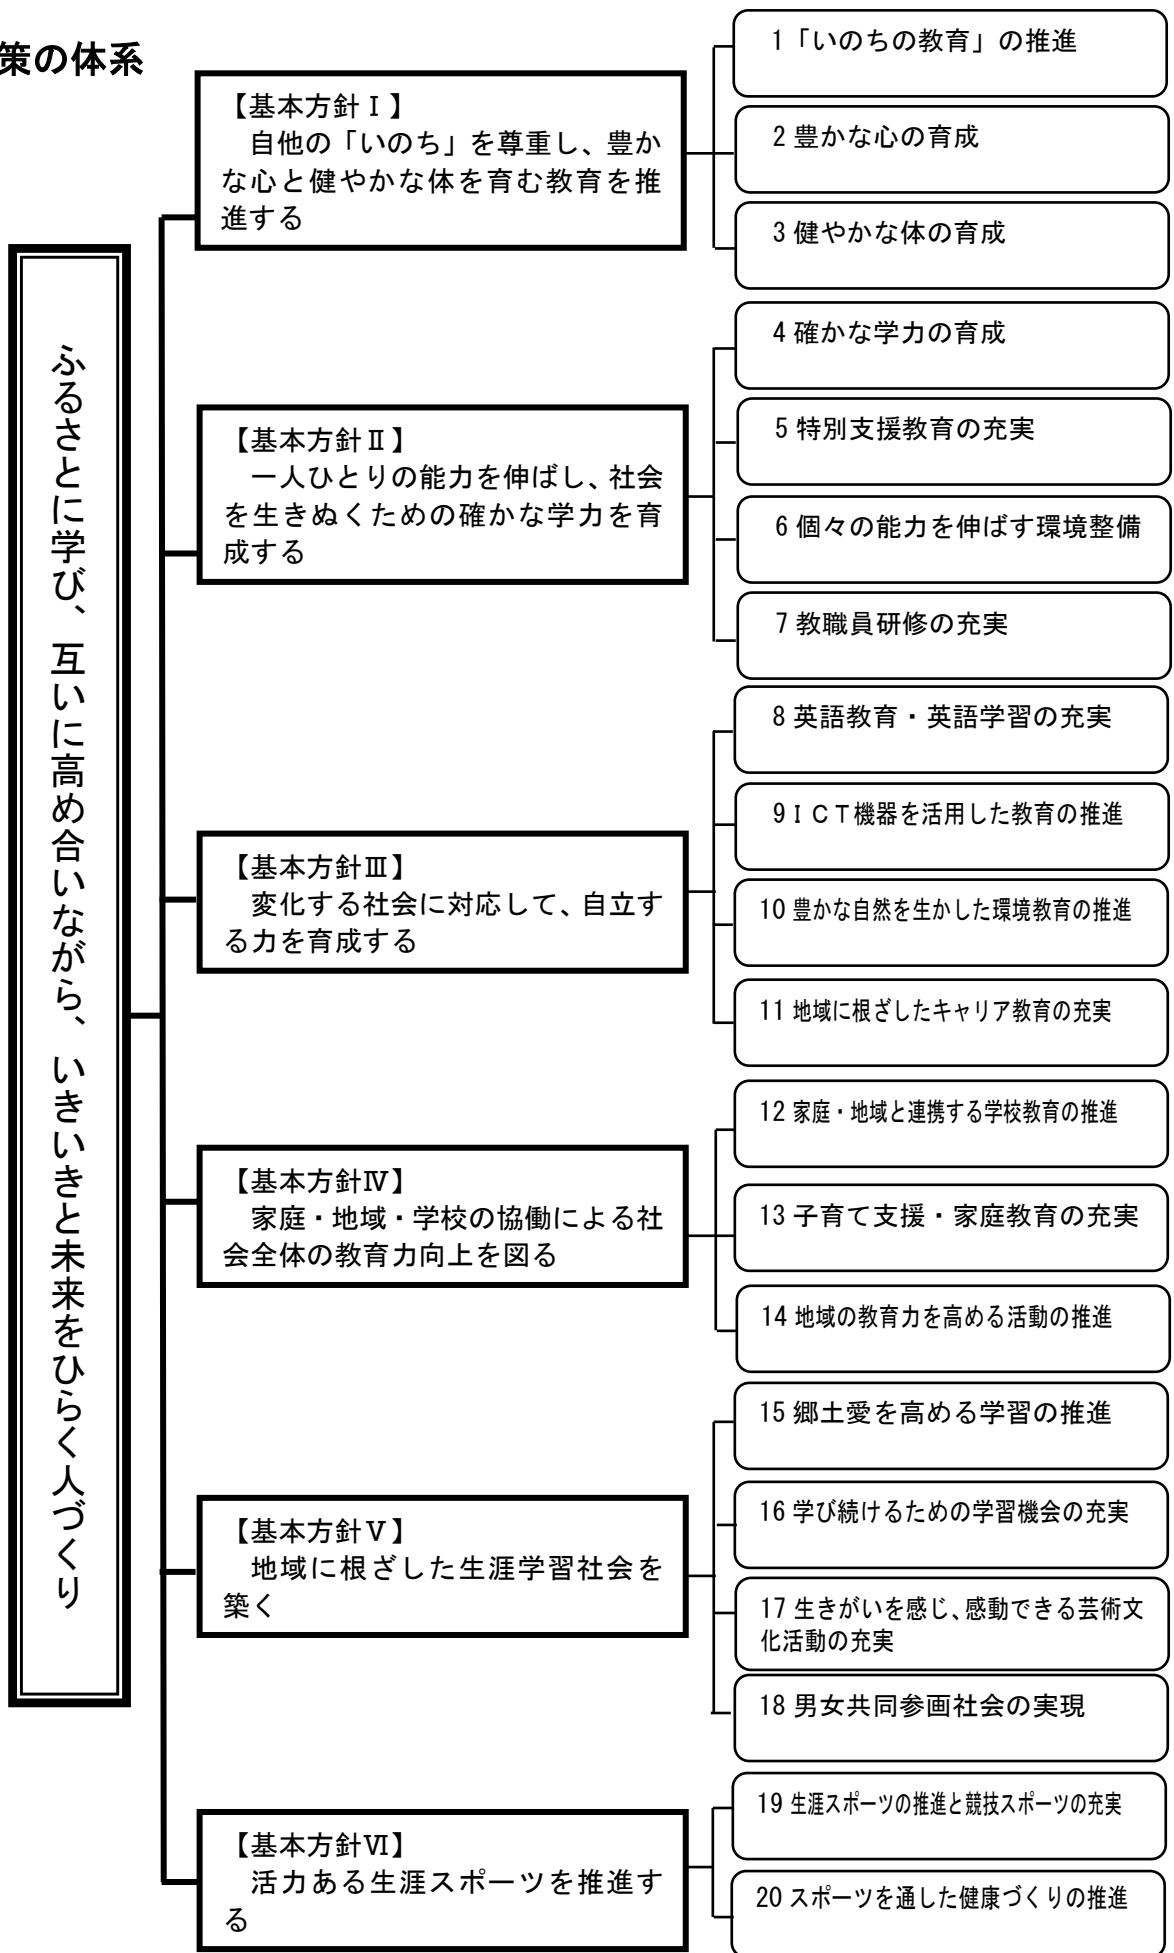 策の体系
ふるさとに学び、互いに高め合いながら、いきいきと未来をひらく人づくり
【基本方針Ⅰ】
自他の「いのち」を尊重し、豊か
な心と健やかな体を育む教育を推
進する
1「いのちの教育」の推進
2 豊かな心の育成
3 健やかな体の育成
【基本方針Ⅱ】
一人ひとりの能力を伸ばし、社会
を生きぬくための確かな学力を育
成する
4 確かな学力の育成
5 特別支援教育の充実
6 個々の能力を伸ばす環境整備
7 教職員研修の充実
【基本方針Ⅲ】
変化する社会に対応して、自立す
る力を育成する
8 英語教育・英語学習の充実
9 ＩＣＴ機器を活用した教育の推進
10 豊かな自然を生かした環境教育の推進
11 地域に根ざしたキャリア教育の充実
【基本方針Ⅳ】
家庭・地域・学校の協働による社
会全体の教育力向上を図る
12 家庭・地域と連携する学校教育の推進
13 子育て支援・家庭教育の充実
14 地域の教育力を高める活動の推進
【基本方針Ⅴ】
地域に根ざした生涯学習社会を
築く
15 郷土愛を高める学習の推進
16 学び続けるための学習機会の充実
17 生きがいを感じ、感動できる芸術文
化活動の充実
18 男女共同参画社会の実現
【基本方針Ⅵ】
活力ある生涯スポーツを推進す
る
19 生涯スポーツの推進と競技スポーツの充実
20 スポーツを通した健康づくりの推進